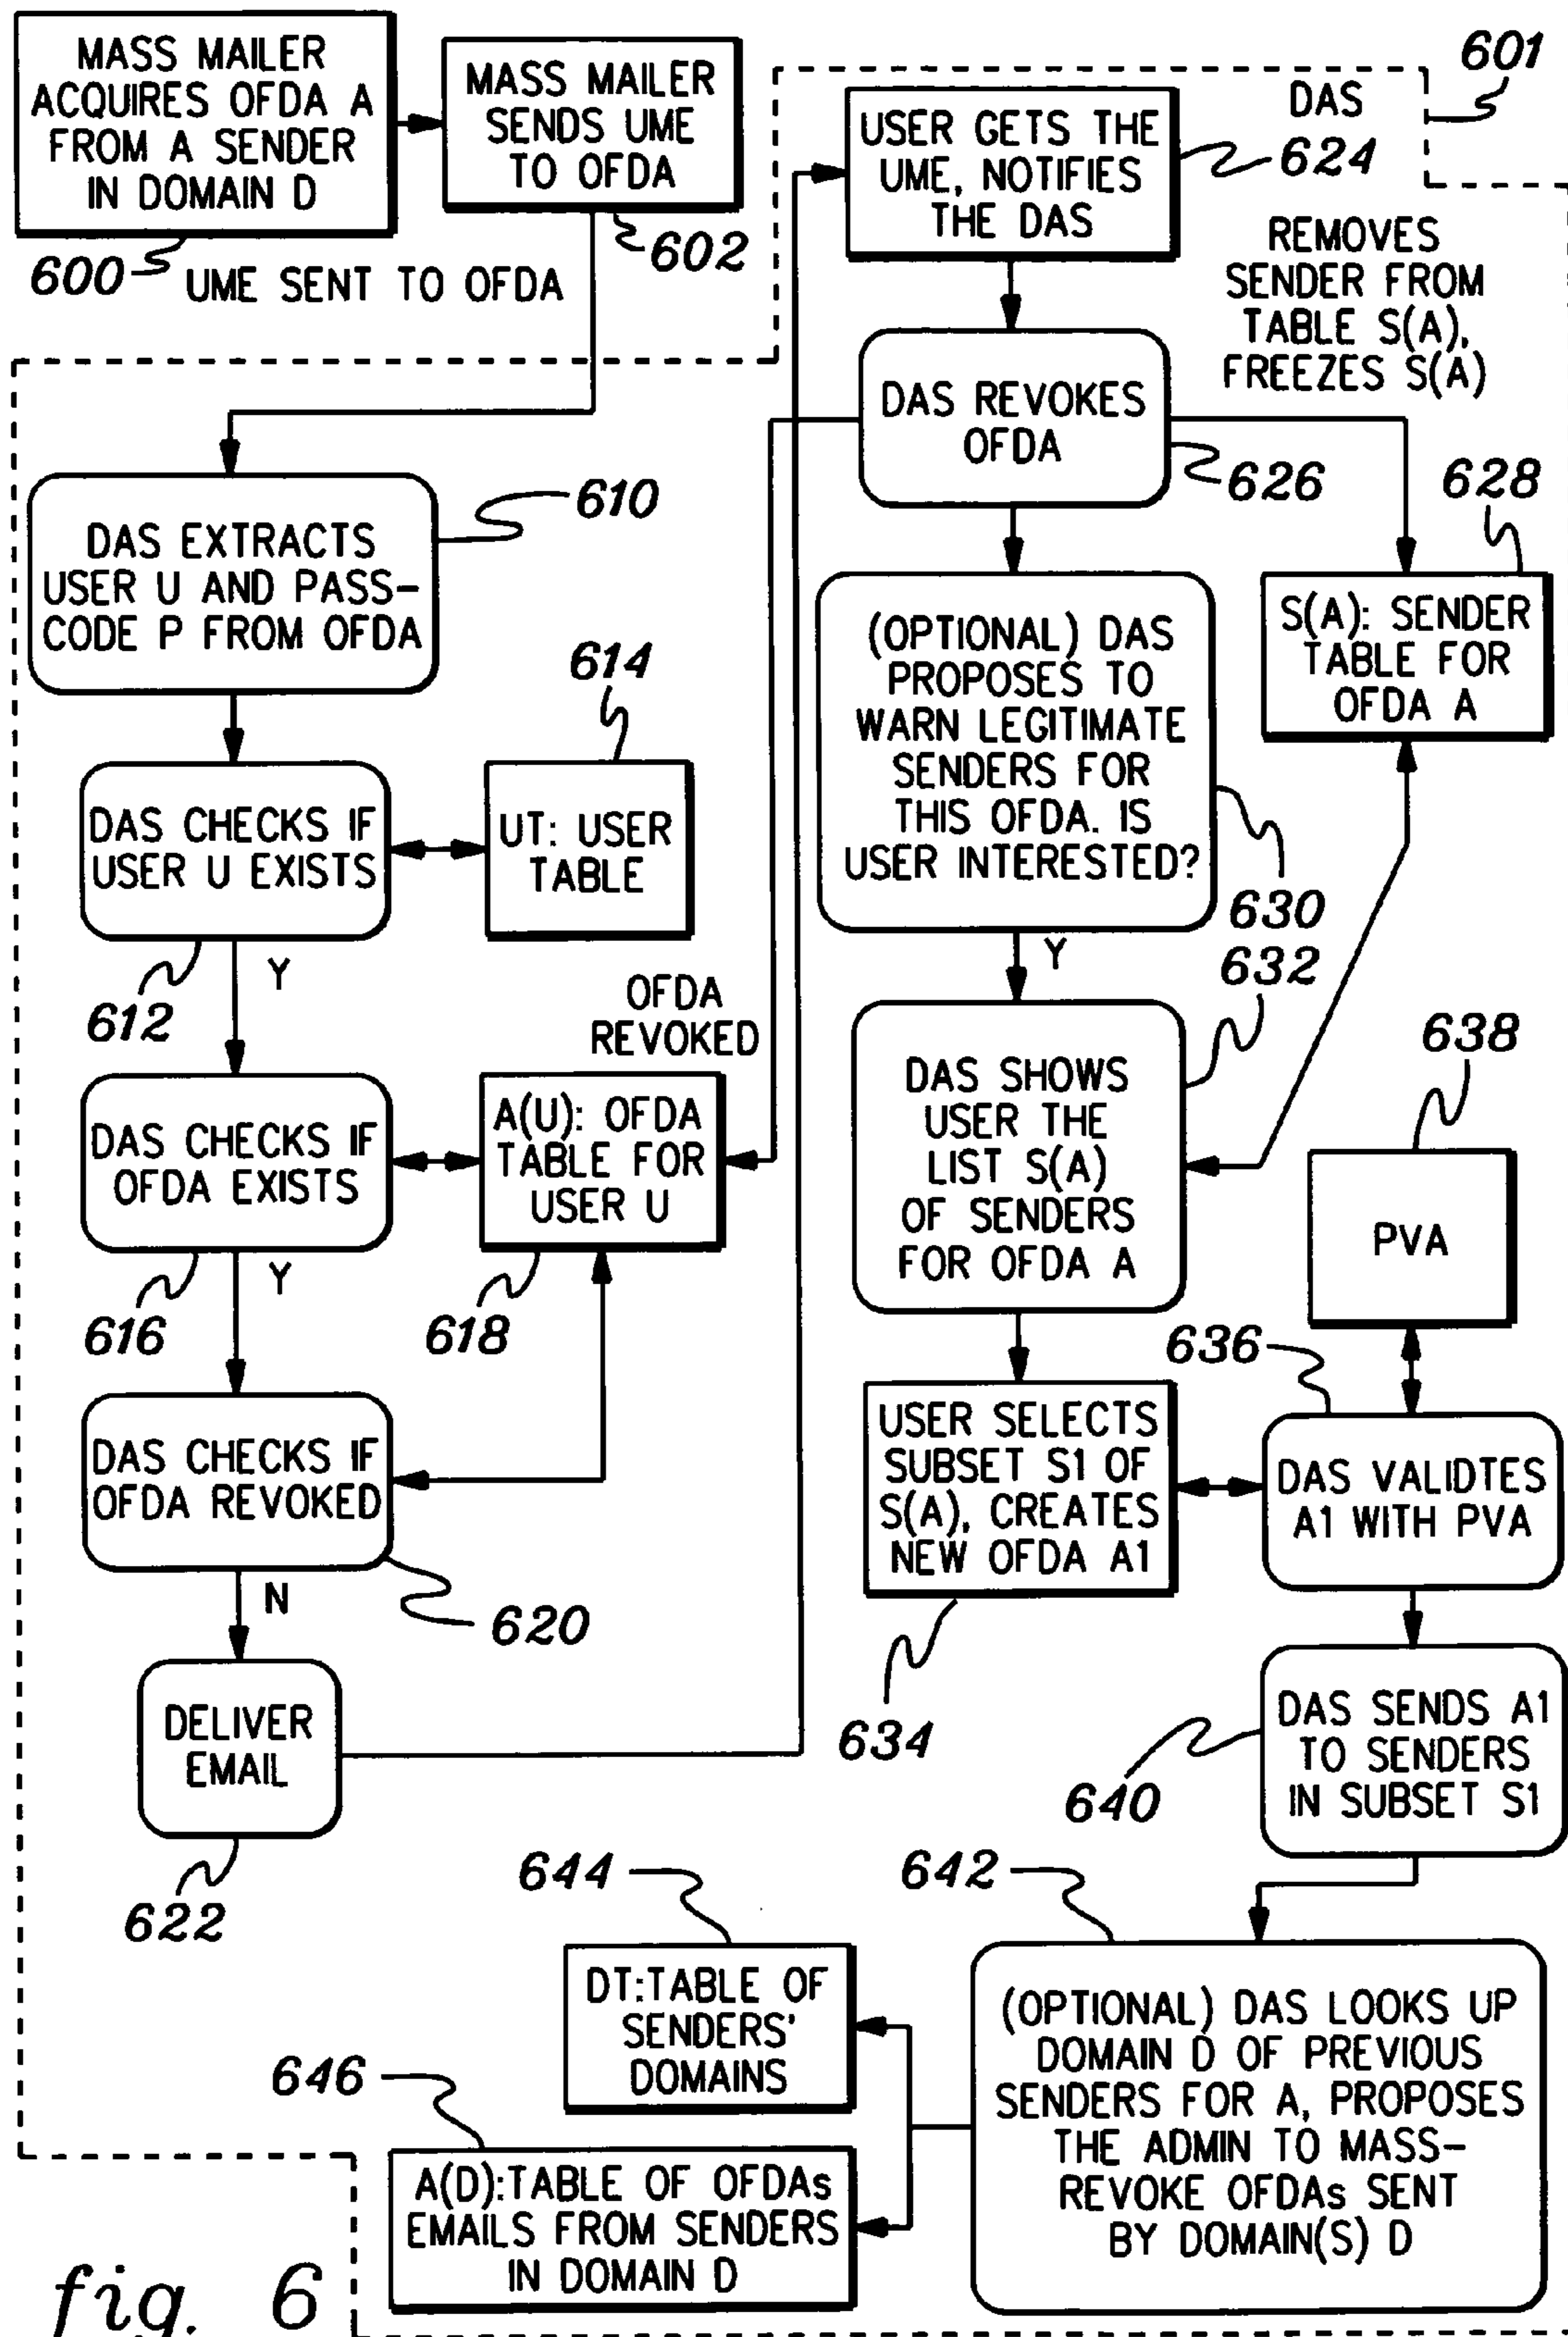 MASS MAILER
ACQUIRES OFDA A
FROM A SENDER
IN DOMAIN D
600
MASS MAILER
SENDS UME
TO OFDA
602
UME SENT TO OFDA
DAS
601
USER GETS THE
UME, NOTIFIES
THE DAS
624
REMOVES
SENDER FROM
TABLE S(A),
FREEZES S(A)
DAS REVOKES
OFDA
626
628
S(A): SENDER
TABLE FOR
OFDA A
DAS EXTRACTS
USER U AND PASS-
CODE P FROM OFDA
610
614
UT: USER
TABLE
DAS CHECKS IF
USER U EXISTS
612
Y
(OPTIONAL) DAS
PROPOSES TO
WARN LEGITIMATE
SENDERS FOR
THIS OFDA. IS
USER INTERESTED?
630
Y
632
OFDA
REVOKED
DAS CHECKS IF
OFDA EXISTS
616
Y
A(U): OFDA
TABLE FOR
USER U
618
DAS SHOWS
USER THE
LIST S(A)
OF SENDERS
FOR OFDA A
638
PVA
636
DAS CHECKS IF
OFDA REVOKED
620
N
USER SELECTS
SUBSET S1 OF
S(A), CREATES
NEW OFDA A1
634
DAS VALIDTES
A1 WITH PVA
DELIVER
EMAIL
622
DAS SENDS A1
TO SENDERS
IN SUBSET S1
640
644
642
DT:TABLE OF
SENDERS'
DOMAINS
646
A(D):TABLE OF OFDAs
EMAILS FROM SENDERS
IN DOMAIN D
(OPTIONAL) DAS LOOKS UP
DOMAIN D OF PREVIOUS
SENDERS FOR A, PROPOSES
THE ADMIN TO MASS-
REVOKE OFDAs SENT
BY DOMAIN(S) D
fig. 6